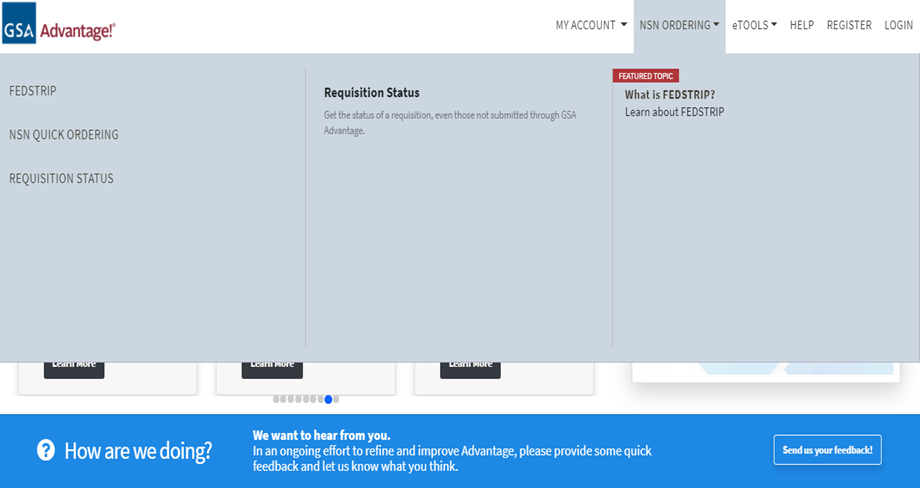 GSA Advantage!®
MY ACCOUNT
NSN ORDERING
eTOOLS
HELP
REGISTER
LOGIN
FEDSTRIP
NSN QUICK ORDERING
REQUISITION STATUS
Requisition Status
Get the status of a requisition, even those not submitted through GSA
Advantage.
FEATURED TOPIC
What is FEDSTRIP?
Learn about FEDSTRIP
Learn More
Learn More
Learn More
? How are we doing?
We want to hear from you.
In an ongoing effort to refine and improve Advantage, please provide some quick
feedback and let us know what you think.
Send us your feedback!